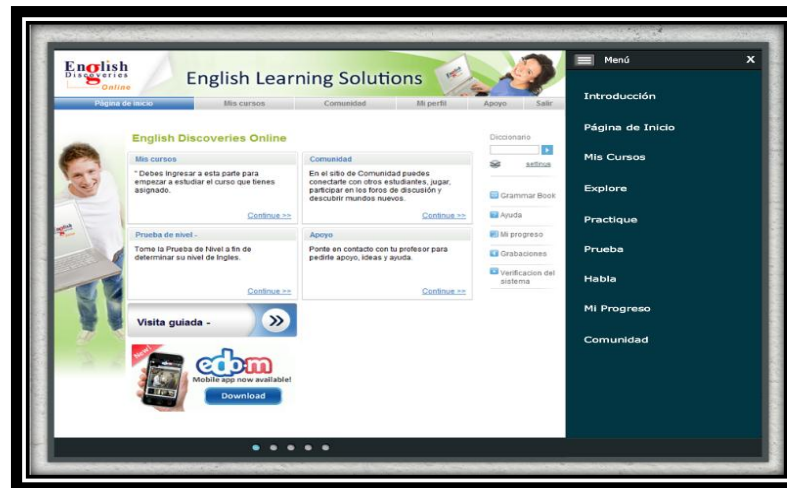 English
Discoveries
Online
English Learning Solutions
Página de inicio
Mis cursos
Comunidad
Mi perfil
Apoyo
Salir
English Discoveries Online
Mis cursos
" Debes Ingresar a esta parte para
empezar a estudiar el curso que tienes
asignado.
Continue >>
Comunidad
En el sitio de Comunidad puedes
conectarte con otros estudiantes, jugar,
participar en los foros de discusión y
descubrir mundos nuevos.
Continue >>
Prueba de nivel -
Tome la Prueba de Nivel a fin de
determinar su nivel de Ingles.
Continue >>
Apoyo
Ponte en contacto con tu profesor para
pedirle apoyo, ideas y ayuda.
Continue >>
Visita guiada -
New!
edom
Mobile app now available!
Download
Diccionario
settings
Grammar Book
Ayuda
Mi progreso
Grabaciones
Verificacion del
sistema
Menú
X
Introducción
Página de Inicio
Mis Cursos
Explore
Practique
Prueba
Habla
Mi Progreso
Comunidad